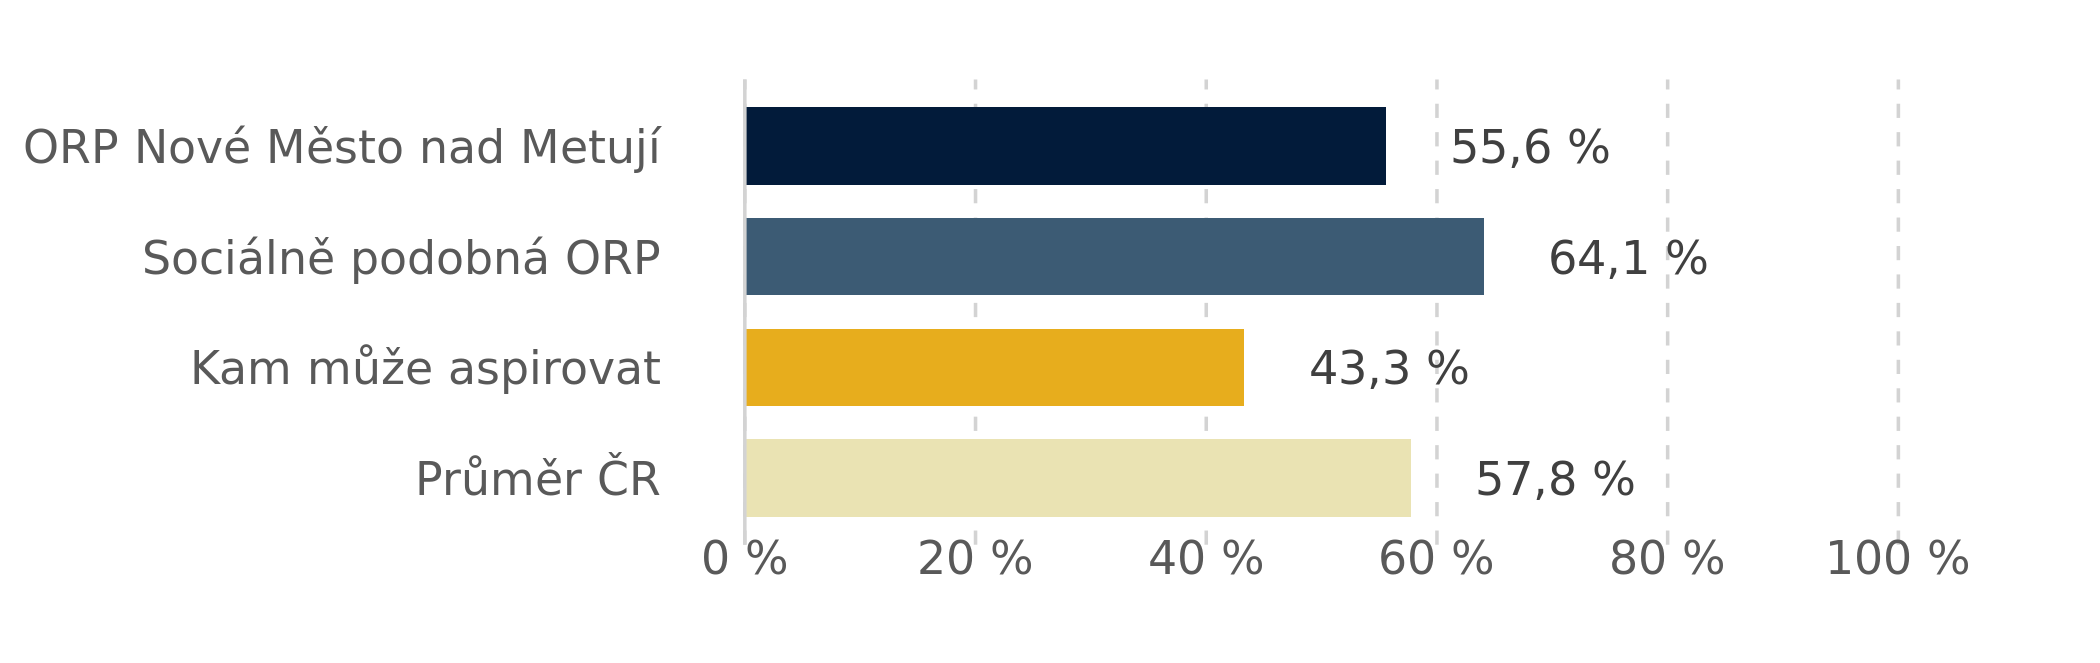 ORP Nové Město nad Metují 55,6 %
Sociálně podobná ORP 64,1 %
Kam může aspirovat 43,3 %
Průměr ČR 57,8 %
0 % 20 % 40 % 60 % 80 % 100 %